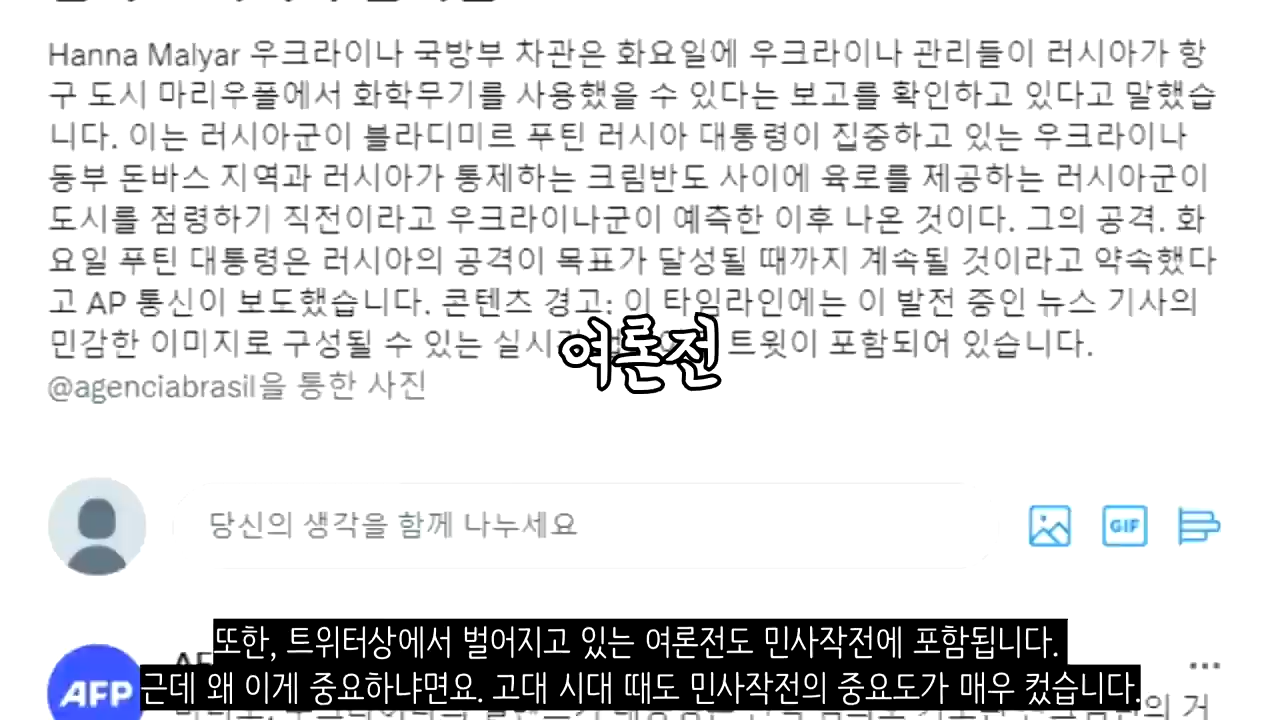 Hanna Malyar 우크라이나 국방부 차관은 화요일에 우크라이나 관리들이 러시아가 항
구 도시 마리우폴에서 화학무기를 사용했을 수 있다는 보고를 확인하고 있다고 말했습
니다. 이는 러시아군이 블라디미르 푸틴 러시아 대통령이 집중하고 있는 우크라이나
동부 돈바스 지역과 러시아가 통제하는 크림반도 사이에 육로를 제공하는 러시아군이
도시를 점령하기 직전이라고 우크라이나군이 예측한 이후 나온 것이다. 그의 공격. 화
요일 푸틴 대통령은 러시아의 공격이 목표가 달성될 때까지 계속될 것이라고 약속했다
고 AP 통신이 보도했습니다. 콘텐츠 경고: 이 타임라인에는 이 발전 중인 뉴스 기사의
민감한 이미지로 구성될 수 있는 트윗이 포함되어 있습니다.
여론전
@agenciabrasil을 통한 사진
당신의 생각을 함께 나누세요
GIF
또한, 트위터상에서 벌어지고 있는 여론전도 민사작전에 포함됩니다.
AFP
근데 왜 이게 중요하냐면요. 고대 시대 때도 민사작전의 중요도가 매우 컸습니다.